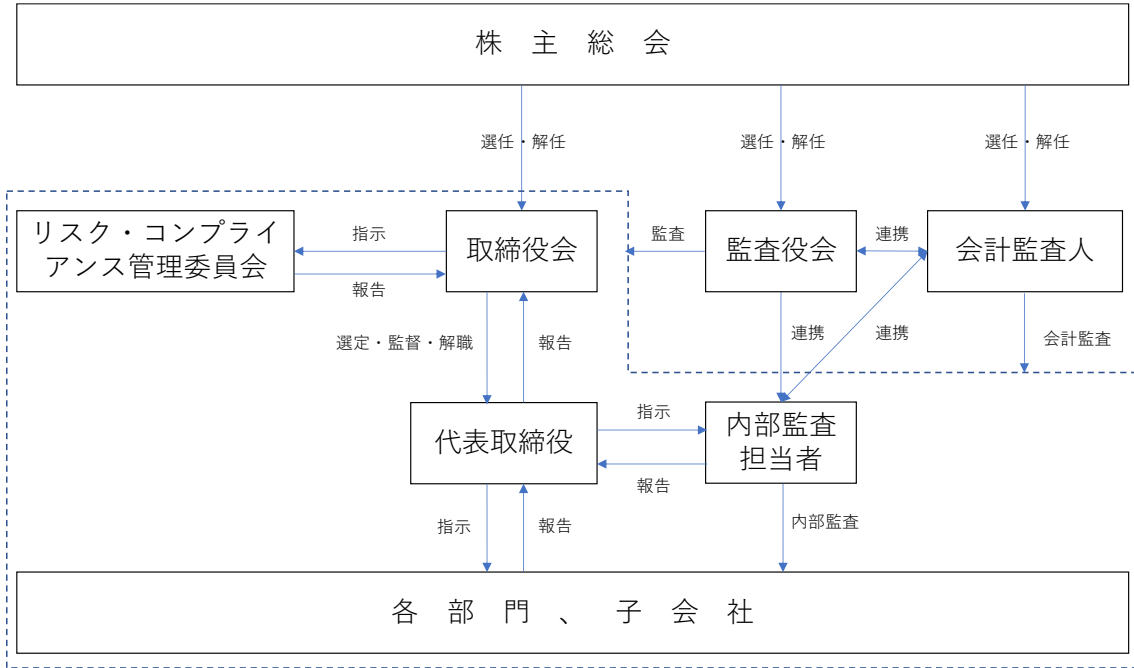 株 主 総 会
選任・解任
選任・解任
選任・解任
リスク・コンプライ
アンス管理委員会
指示
報告
取締役会
監査
監査役会
連携
会計監査人
選定・監督・解職
報告
連携
連携
会計監査
代表取締役
指示
報告
内部監査
担当者
指示
報告
内部監査
各 部 門 、 子 会 社